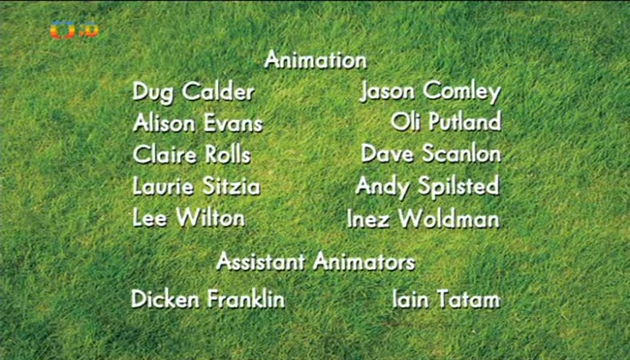 Animation
Dug Calder Jason Comley
Alison Evans Oli Putland
Claire Rolls Dave Scanlon
Laurie Sitzia Andy Spilsted
Lee Wilton Inez Woldman
Assistant Animators
Dicken Franklin Iain Tatam